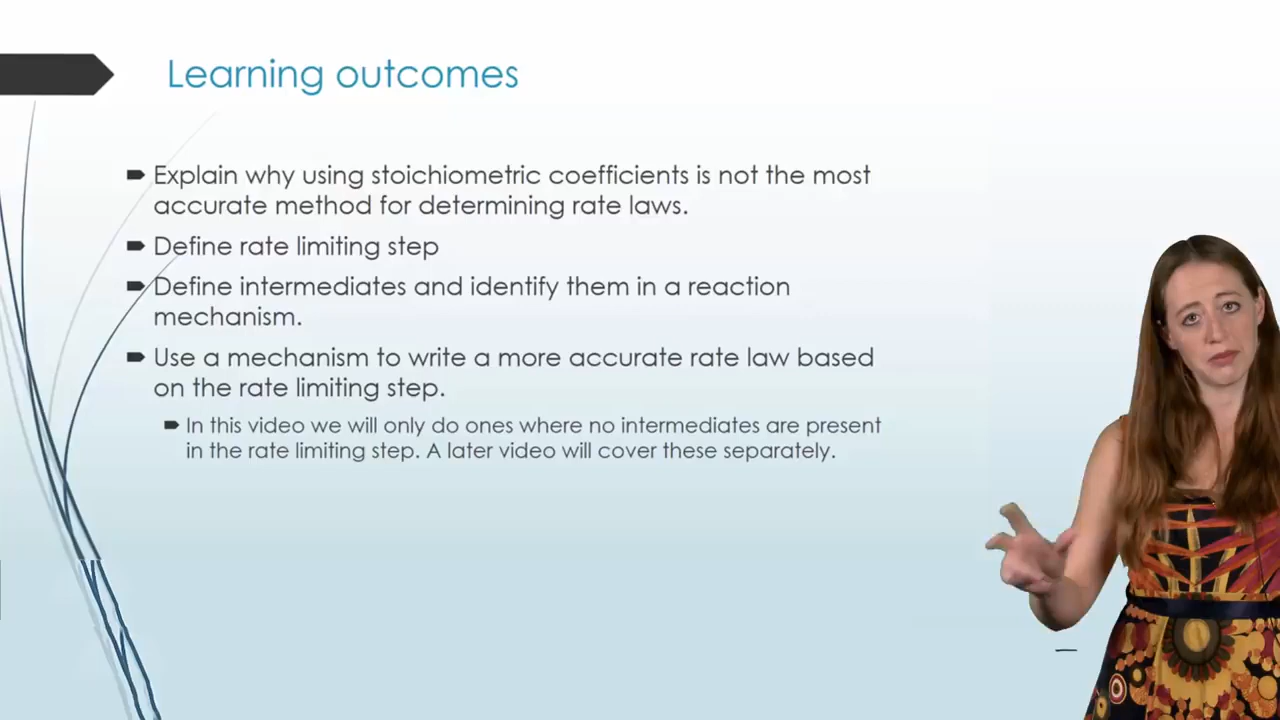 Learning outcomes
Explain why using stoichiometric coefficients is not the most
accurate method for determining rate laws.
Define rate limiting step
Define intermediates and identify them in a reaction
mechanism.
Use a mechanism to write a more accurate rate law based
on the rate limiting step.
In this video we will only do ones where no intermediates are present
in the rate limiting step. A later video will cover these separately.